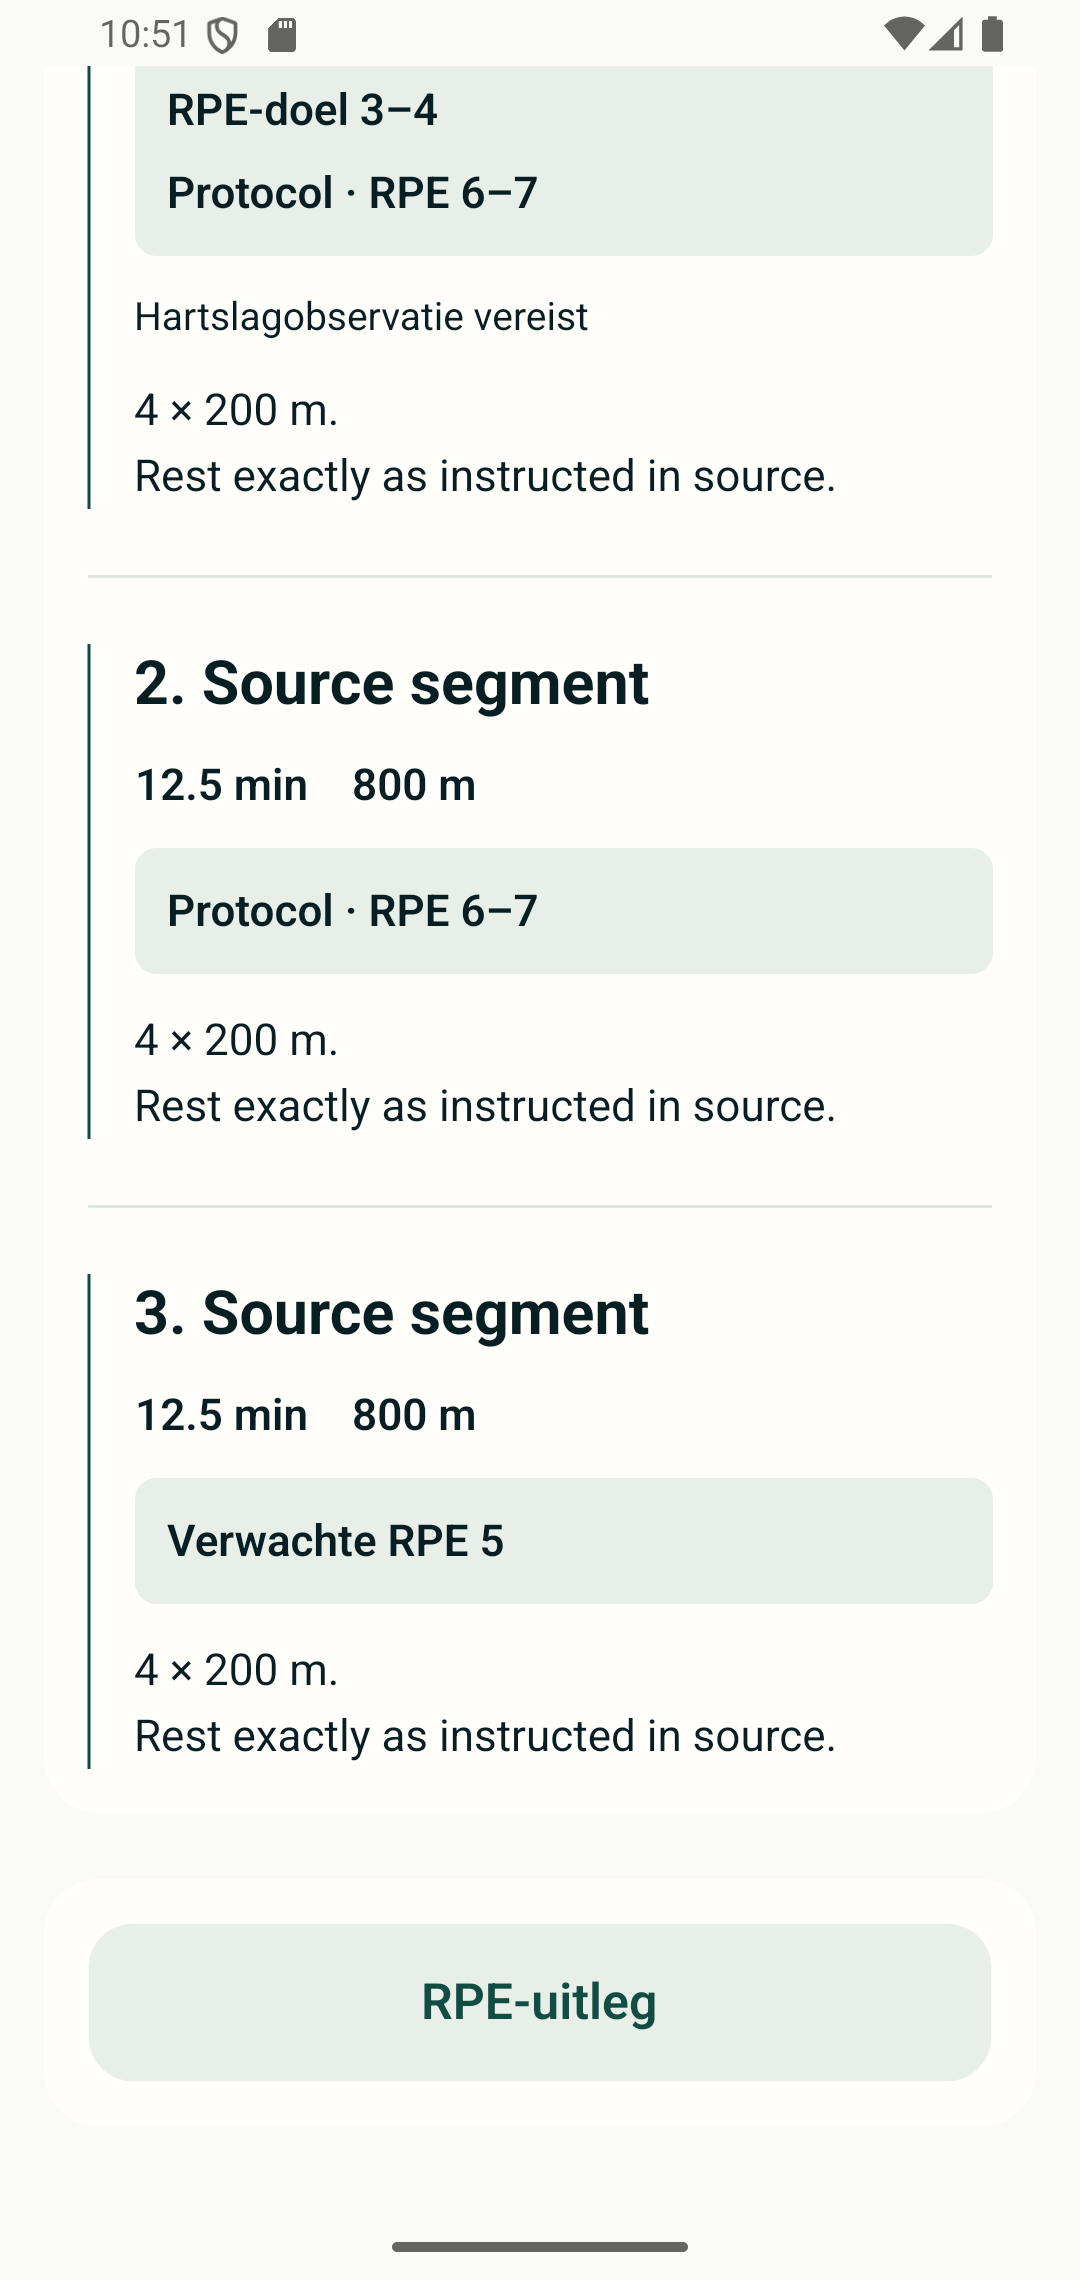 10:51
RPE-doel 3–4
Protocol · RPE 6–7
Hartslagobservatie vereist
4 × 200 m.
Rest exactly as instructed in source.
2. Source segment
12.5 min 800 m
Protocol · RPE 6–7
4 × 200 m.
Rest exactly as instructed in source.
3. Source segment
12.5 min 800 m
Verwachte RPE 5
4 × 200 m.
Rest exactly as instructed in source.
RPE-uitleg